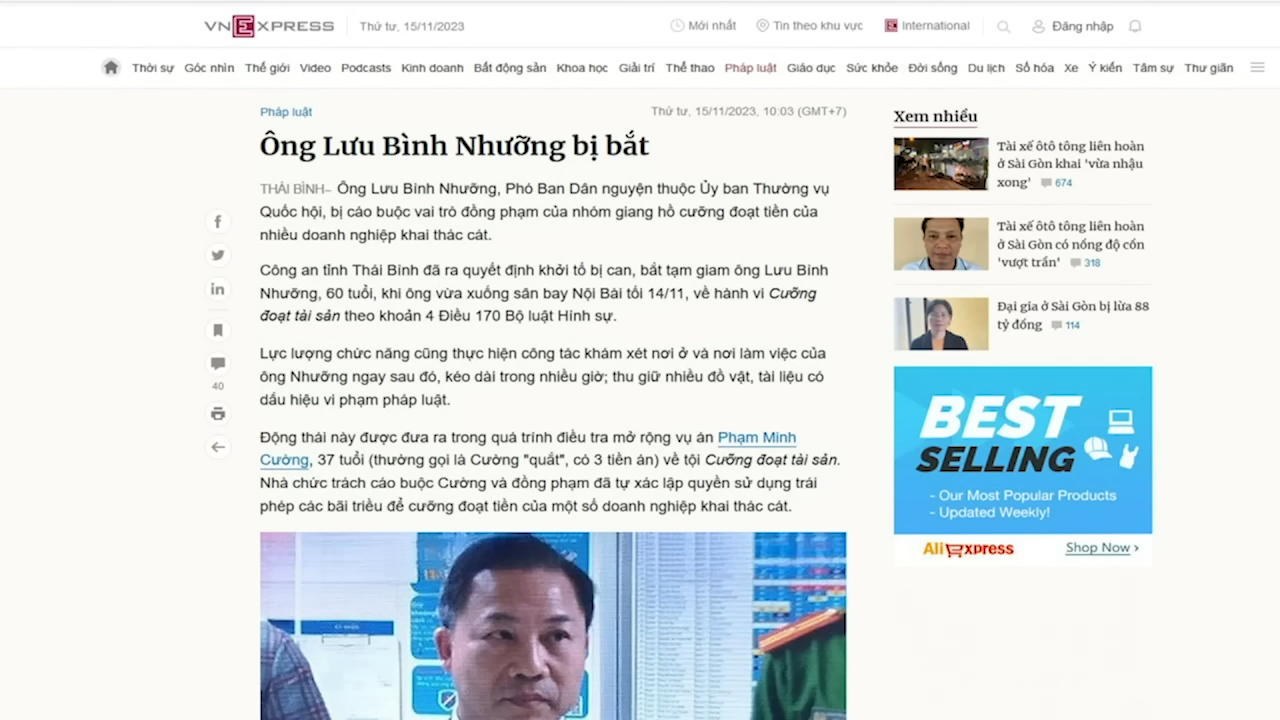 VNEXPRESS
Thứ tư, 15/11/2023
Mới nhất
Tin theo khu vực
International
Đăng nhập
Thời sự Góc nhìn Thế giới Video Podcasts Kinh doanh Bất động sản Khoa học Giải trí Thể thao Pháp luật Giáo dục Sức khỏe Đời sống Du lịch Số hóa Xe Ý kiến Tâm sự Thư giãn
Pháp luật
Thứ tư, 15/11/2023, 10:03 (GMT+7)
Ông Lưu Bình Nhưỡng bị bắt
THÁI BÌNH– Ông Lưu Bình Nhưỡng, Phó Ban Dân nguyện thuộc Ủy ban Thường vụ
Quốc hội, bị cáo buộc vai trò đồng phạm của nhóm giang hồ cưỡng đoạt tiền của
nhiều doanh nghiệp khai thác cát.
Công an tỉnh Thái Bình đã ra quyết định khởi tố bị can, bắt tạm giam ông Lưu Bình
Nhưỡng, 60 tuổi, khi ông vừa xuống sân bay Nội Bài tối 14/11, về hành vi Cưỡng
đoạt tài sản theo khoản 4 Điều 170 Bộ luật Hình sự.
Lực lượng chức năng cũng thực hiện công tác khám xét nơi ở và nơi làm việc của
ông Nhưỡng ngay sau đó, kéo dài trong nhiều giờ; thu giữ nhiều đồ vật, tài liệu có
dấu hiệu vi phạm pháp luật.
Động thái này được đưa ra trong quá trình điều tra mở rộng vụ án Phạm Minh
Cường, 37 tuổi (thường gọi là Cường "quắt", có 3 tiền án) về tội Cưỡng đoạt tài sản.
Nhà chức trách cáo buộc Cường và đồng phạm đã tự xác lập quyền sử dụng trái
phép các bãi triều để cưỡng đoạt tiền của một số doanh nghiệp khai thác cát.
40
Xem nhiều
Tài xế ôtô tông liên hoàn
ở Sài Gòn khai 'vừa nhậu
xong' 674
Tài xế ôtô tông liên hoàn
ở Sài Gòn có nồng độ cồn
'vượt trần' 318
Đại gia ở Sài Gòn bị lừa 88
tỷ đồng 114
BEST
SELLING
- Our Most Popular Products
- Updated Weekly!
AliExpress
Shop Now ›